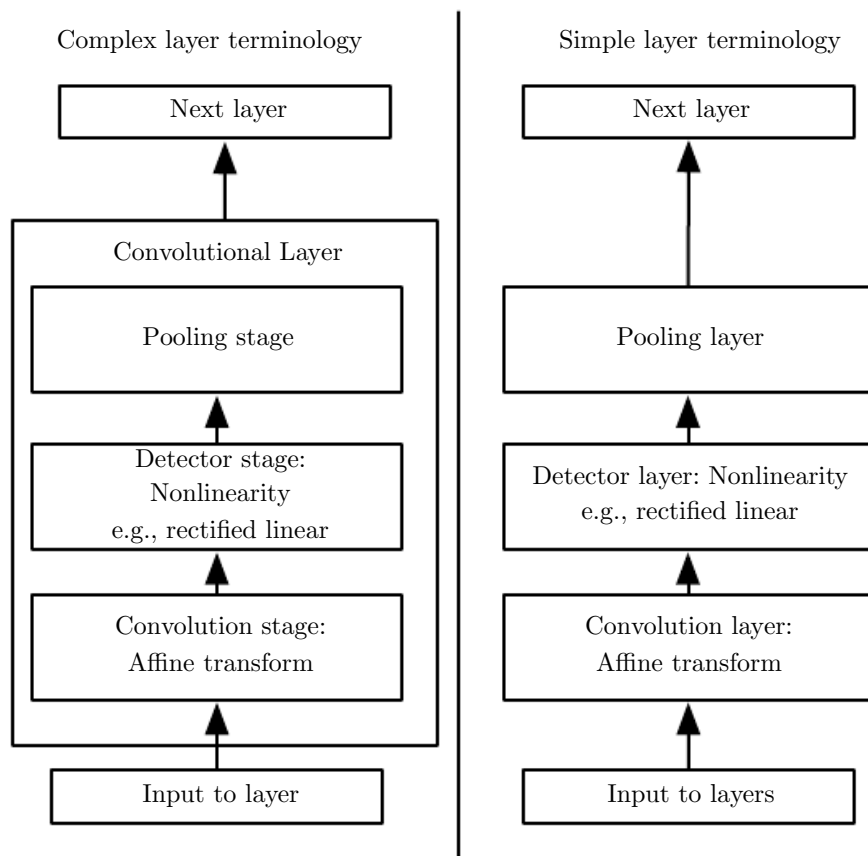 Complex layer terminology
Next layer
Convolutional Layer
Pooling stage
Detector stage:
Nonlinearity
e.g., rectified linear
Convolution stage:
Affine transform
Input to layer
Simple layer terminology
Next layer
Pooling layer
Detector layer: Nonlinearity
e.g., rectified linear
Convolution layer:
Affine transform
Input to layers